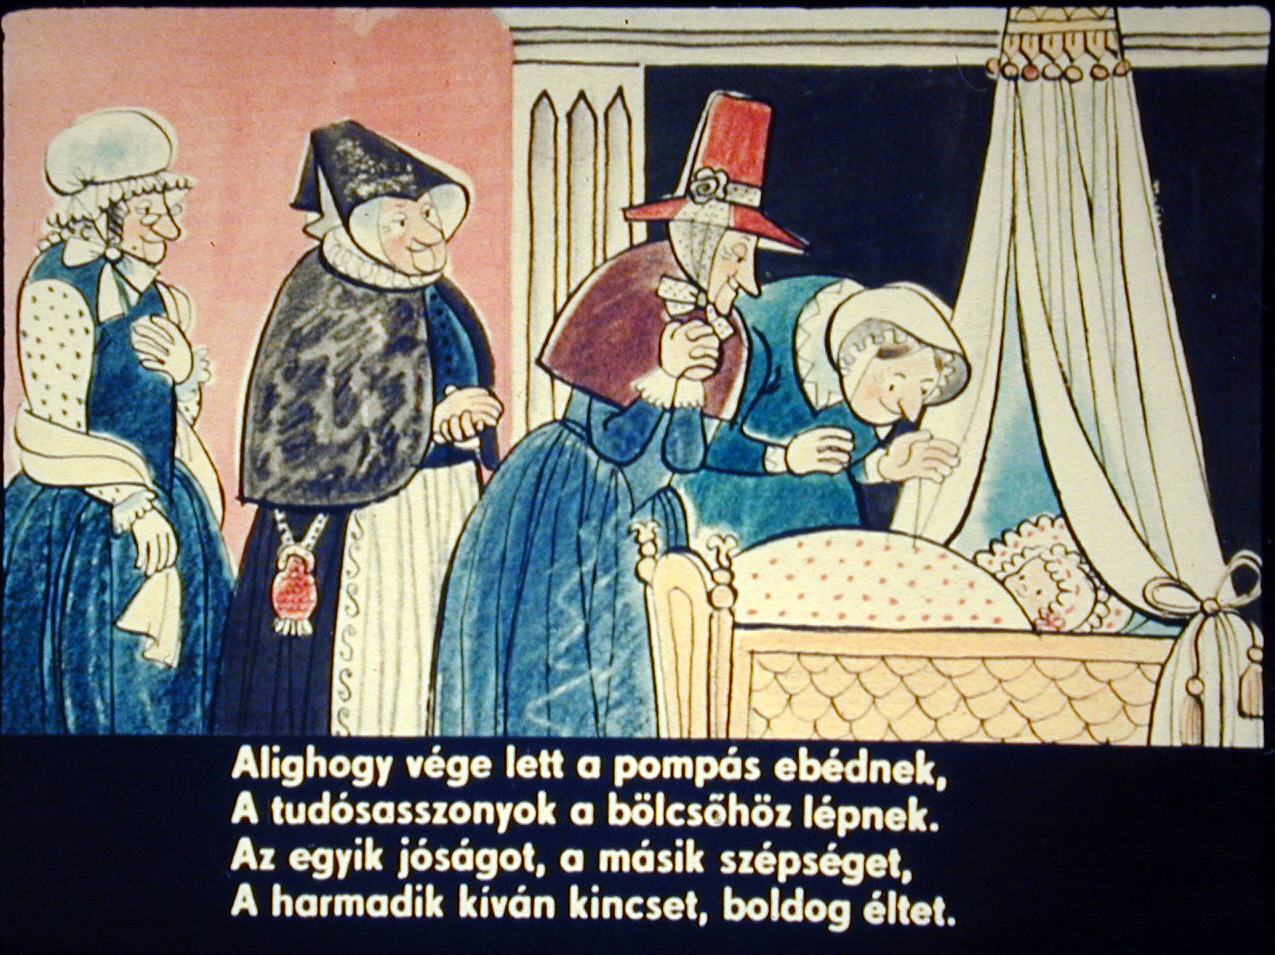 Alighogy vége lett a pompás ebédnek,
A tudósasszonyok a bölcsőhöz lépnek.
Az egyik jóságot, a másik szépséget,
A harmadik kíván kincset, boldog éltet.